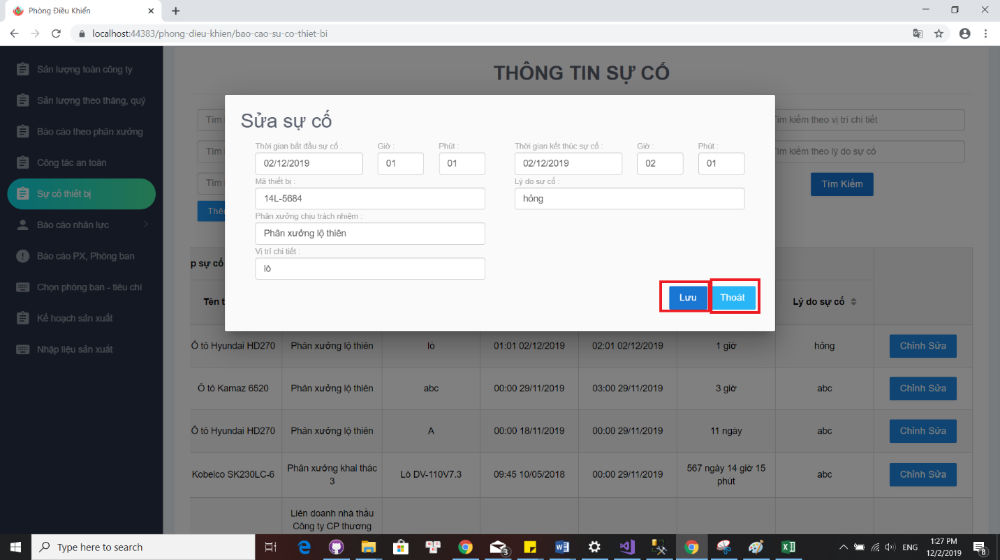 Phòng Điều Khiển
localhost:44383/phong-dieu-khien/bao-cao-su-co-thiet-bi
Sản lượng toàn công ty
Sản lượng theo tháng, quý
Báo cáo theo phân xưởng
Công tác an toàn
Sự cố thiết bị
Báo cáo nhân lực
Báo cáo PX, Phòng ban
Chọn phòng ban - tiêu chí
Kế hoạch sản xuất
Nhập liệu sản xuất
THÔNG TIN SỰ CỐ
Tìm
Tìm kiếm theo vị trí chi tiết
Tìm
Tìm kiếm theo lý do sự cố
Tìm
Tìm Kiếm
Sửa sự cố
Thời gian bắt đầu sự cố :
Giờ :
Phút :
Thời gian kết thúc sự cố :
Giờ :
Phút :
02/12/2019
01
01
02/12/2019
02
01
Mã thiết bị :
Lý do sự cố :
14L-5684
hỏng
Phân xưởng chịu trách nhiệm :
Phân xưởng lộ thiên
Vị trí chi tiết :
lò
Lưu
Thoát
p sự cố
Tên t
Lý do sự cố
Ô tô Hyundai HD270
Phân xưởng lộ thiên
lò
01:01 02/12/2019
02:01 02/12/2019
1 giờ
hỏng
Chỉnh Sửa
Ô tô Kamaz 6520
Phân xưởng lộ thiên
abc
00:00 29/11/2019
03:00 29/11/2019
3 giờ
abc
Chỉnh Sửa
Ô tô Hyundai HD270
Phân xưởng lộ thiên
A
00:00 18/11/2019
00:00 29/11/2019
11 ngày
abc
Chỉnh Sửa
Kobelco SK230LC-6
Phân xưởng khai thác
3
Lò DV-110V7.3
09:45 10/05/2018
00:00 29/11/2019
567 ngày 14 giờ 15
phút
abc
Chỉnh Sửa
Liên doanh nhà thầu
Công ty CP thương
Type here to search
3
ENG
1:27 PM
12/2/2019
8